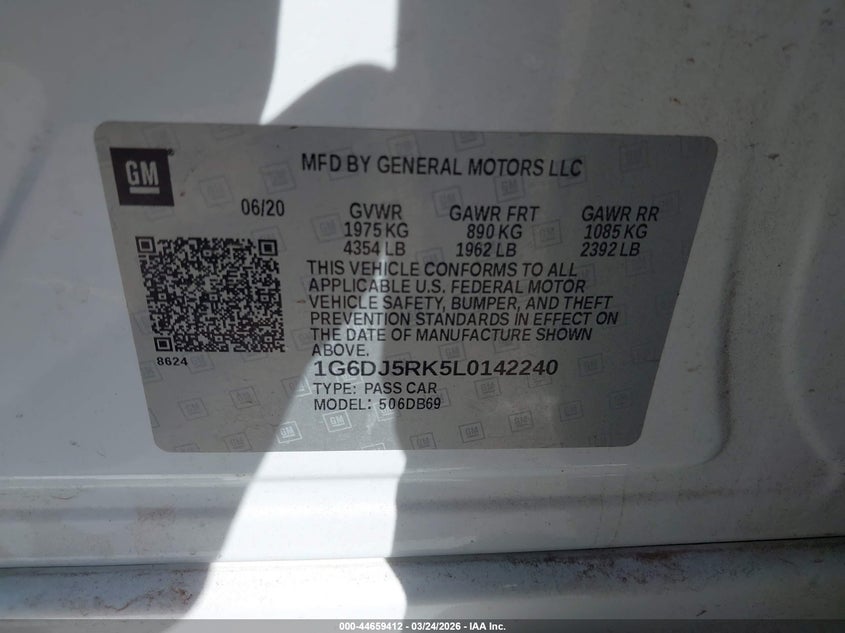 GM
MFD BY GENERAL MOTORS LLC
06/20 GVWR GAWR FRT GAWR RR
1975 KG 890 KG 1085 KG
4354 LB 1962 LB 2392 LB
THIS VEHICLE CONFORMS TO ALL
APPLICABLE U.S. FEDERAL MOTOR
VEHICLE SAFETY, BUMPER, AND THEFT
PREVENTION STANDARDS IN EFFECT ON
THE DATE OF MANUFACTURE SHOWN
ABOVE.
8624
1G6DJ5RK5L0142240
TYPE: PASS CAR
MODEL: 506DB69
000-44659412 - 03/24/2026 - IAA Inc.